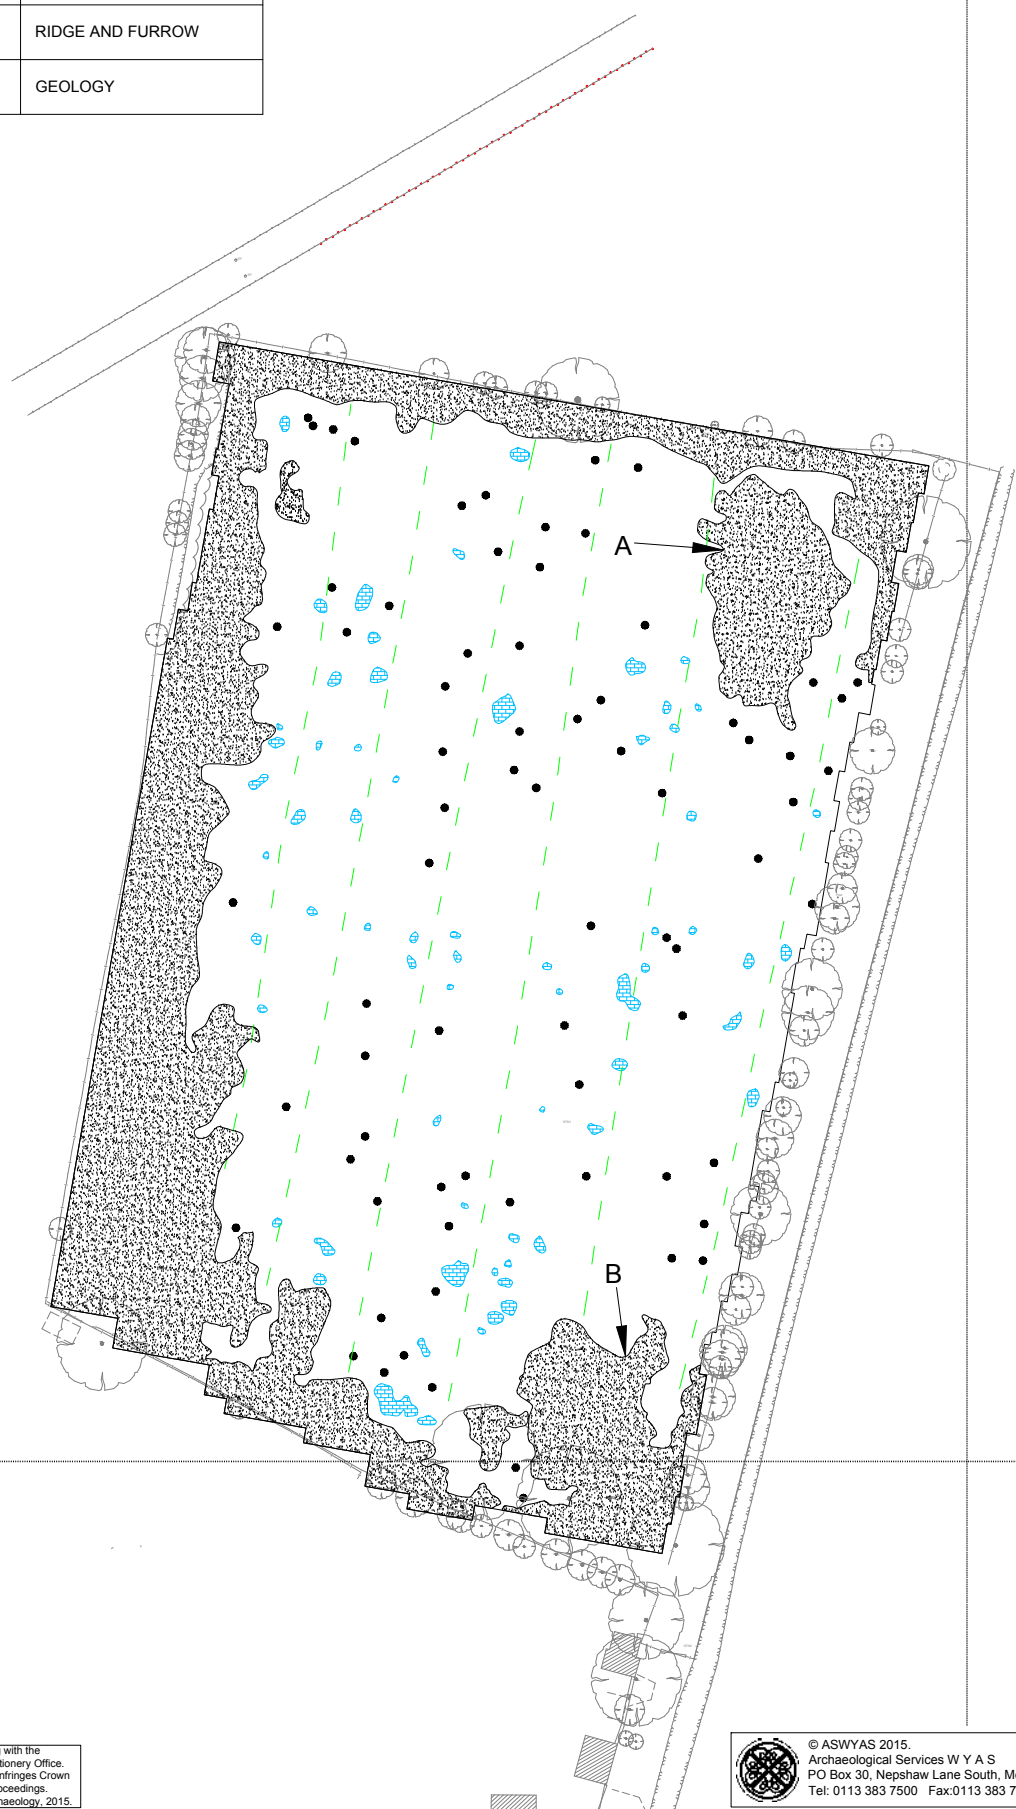 RIDGE AND FURROW
GEOLOGY
A
B
with the
tionery Office.
nfringes Crown
oceedings.
haeology, 2015.
© ASWYAS 2015.
Archaeological Services W Y A S
PO Box 30, Nepshaw Lane South, M
Tel: 0113 383 7500 Fax:0113 383 7